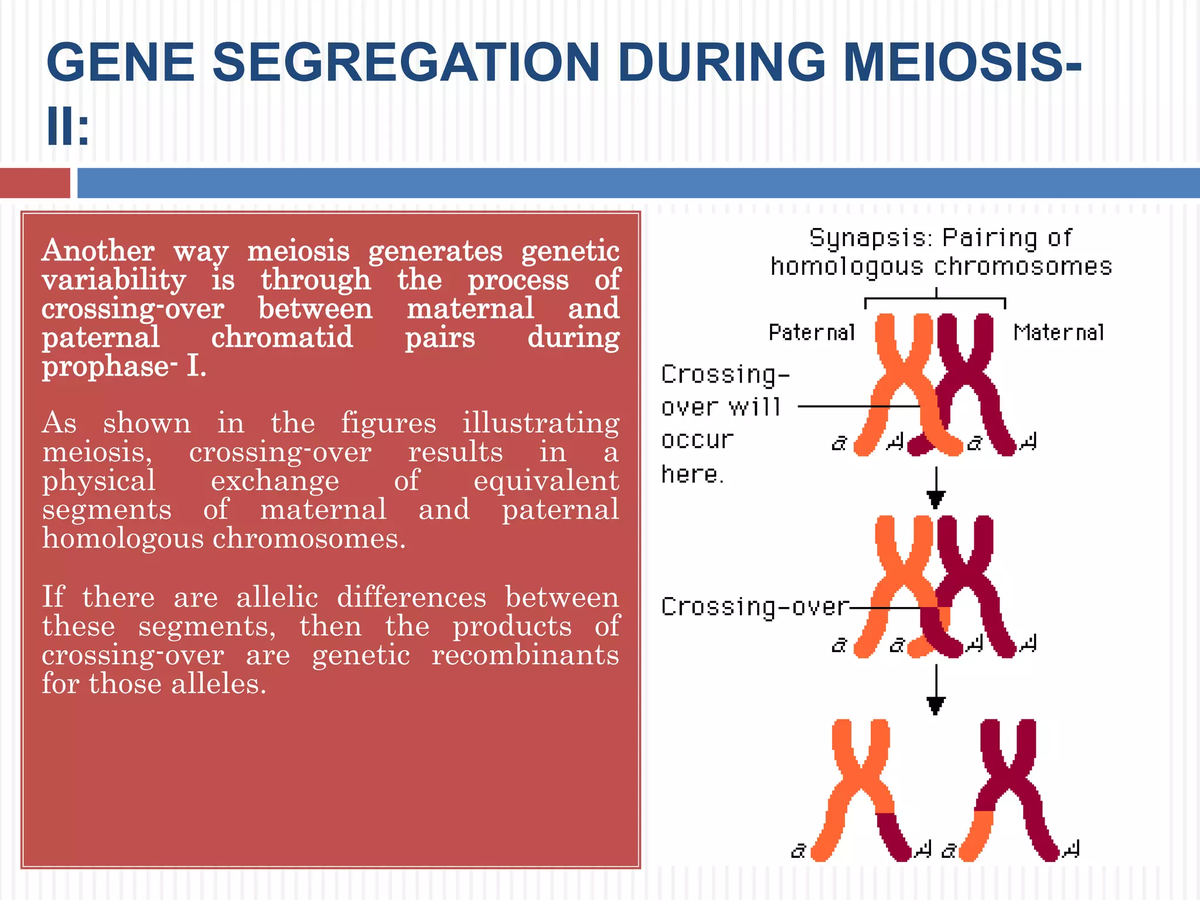 GENE SEGREGATION DURING MEIOSIS-
II:
Another way meiosis generates genetic
variability is through the process of
crossing-over between maternal and
paternal chromatid pairs during
prophase- I.
As shown in the figures illustrating
meiosis, crossing-over results in a
physical exchange of equivalent
segments of maternal and paternal
homologous chromosomes.
If there are allelic differences between
these segments, then the products of
crossing-over are genetic recombinants
for those alleles.
Synapsis: Pairing of
homologous chromosomes
Paternal Maternal
Crossing-
over will
occur
here.
a A a A
Crossing-over
a a A A
a A a A